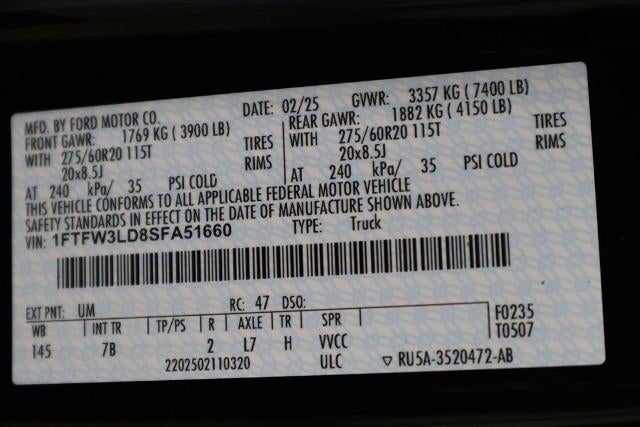 MFD. BY FORD MOTOR CO. DATE: 02/25 GVWR: 3357 KG ( 7400 LB)
FRONT GAWR: 1769 KG ( 3900 LB) REAR GAWR: 1882 KG ( 4150 LB)
WITH 275/60R20 115T TIRES WITH 275/60R20 115T TIRES
20x8.5J RIMS 20x8.5J RIMS
AT 240 kPa/ 35 PSI COLD AT 240 kPa/ 35 PSI COLD
THIS VEHICLE CONFORMS TO ALL APPLICABLE FEDERAL MOTOR VEHICLE
SAFETY STANDARDS IN EFFECT ON THE DATE OF MANUFACTURE SHOWN ABOVE.
VIN: 1FTFW3LD8SFA51660 TYPE: Truck
EXT PNT: UM RC: 47 DSO:
WB INT TR TP/PS R AXLE TR SPR F0235
145 7B 2 L7 H VVCC T0507
2202502110320 ULC ▽ RU5A-3520472-AB